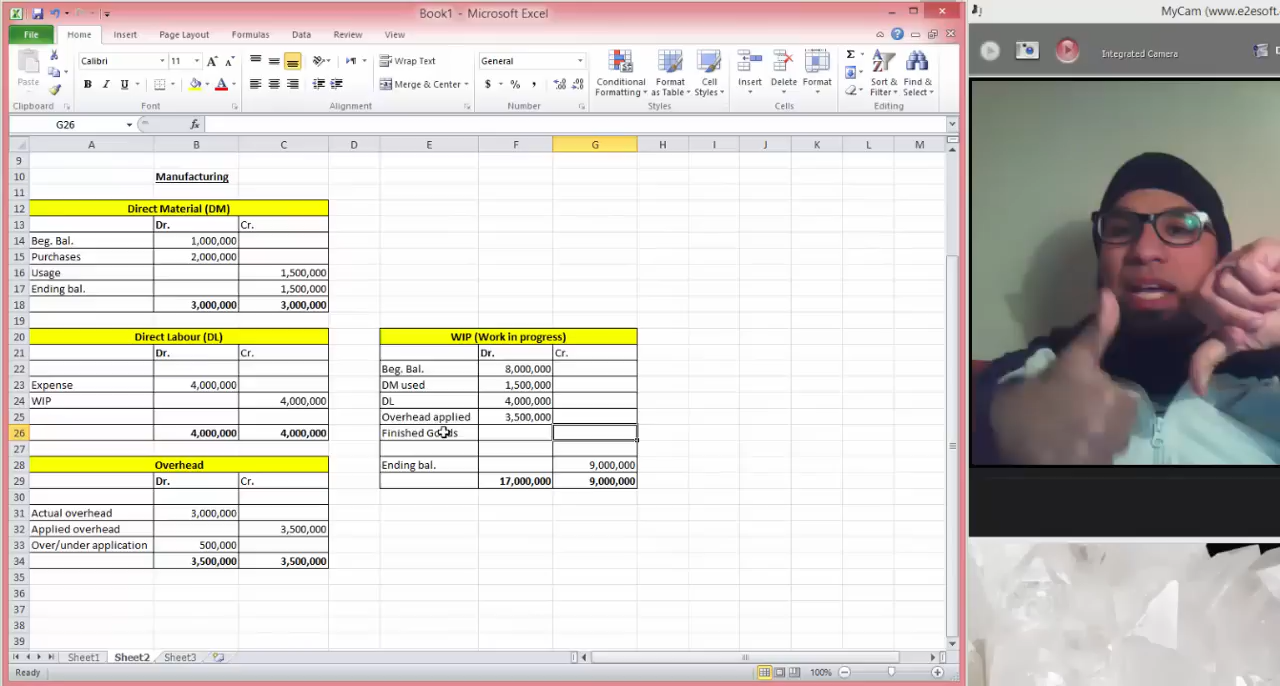 Book1 - Microsoft Excel
MyCam (www.e2esoft.
File Home Insert Page Layout Formulas Data Review View
Integrated Camera
Calibri 11 Wrap Text General
Paste B I U Merge & Center $ % , Conditional Formatting Format as Table Cell Styles Insert Delete Format Sort & Filter Find & Select
Clipboard Font Alignment Number Styles Cells Editing
G26 fx
A B C D E F G H I J K L M
9
10 Manufacturing
11
12 Direct Material (DM)
13 Dr. Cr.
14 Beg. Bal. 1,000,000
15 Purchases 2,000,000
16 Usage 1,500,000
17 Ending bal. 1,500,000
18 3,000,000 3,000,000
19
20 Direct Labour (DL) WIP (Work in progress)
21 Dr. Cr. Dr. Cr.
22 Beg. Bal. 8,000,000
23 Expense 4,000,000 DM used 1,500,000
24 WIP 4,000,000 DL 4,000,000
25 Overhead applied 3,500,000
26 4,000,000 4,000,000 Finished Goods
27
28 Overhead Ending bal. 9,000,000
29 Dr. Cr. 17,000,000 9,000,000
30
31 Actual overhead 3,000,000
32 Applied overhead 3,500,000
33 Over/under application 500,000
34 3,500,000 3,500,000
35
36
37
38
39
Sheet1 Sheet2 Sheet3
Ready 100%